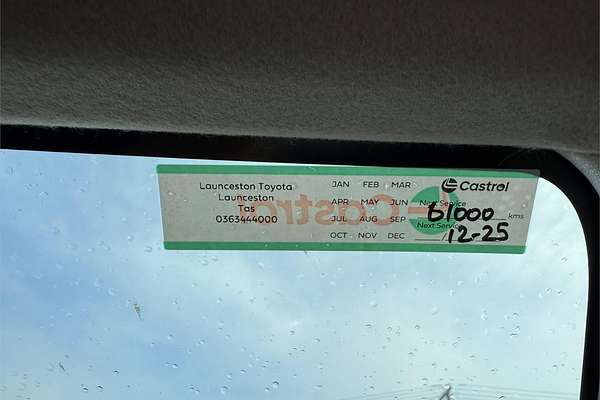 Launceston Toyota
Launceston
Tas
0363444000
JAN FEB MAR
APR MAY JUN
JUL AUG SEP
OCT NOV DEC
Castrol
Next Service
61000 kms
Next Service
/12-25
Castrol